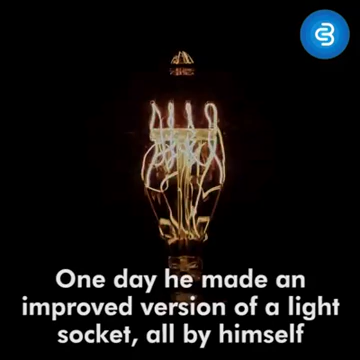 One day he made an
improved version of a light
socket, all by himself